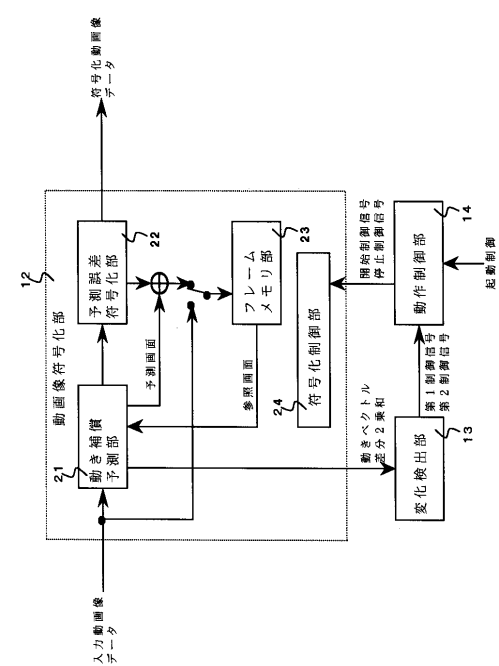 12
動画像符号化部
入力動画像
データ
21
動き補償
予測部
予測誤差
符号化部
22
符号化動画像
データ
予測画面
参照画面
フレーム
メモリ部
23
24
符号化制御部
動きベクトル
差分2乗和
開始制御信号
停止制御信号
変化検出部
13
第1制御信号
第2制御信号
動作制御部
14
起動制御